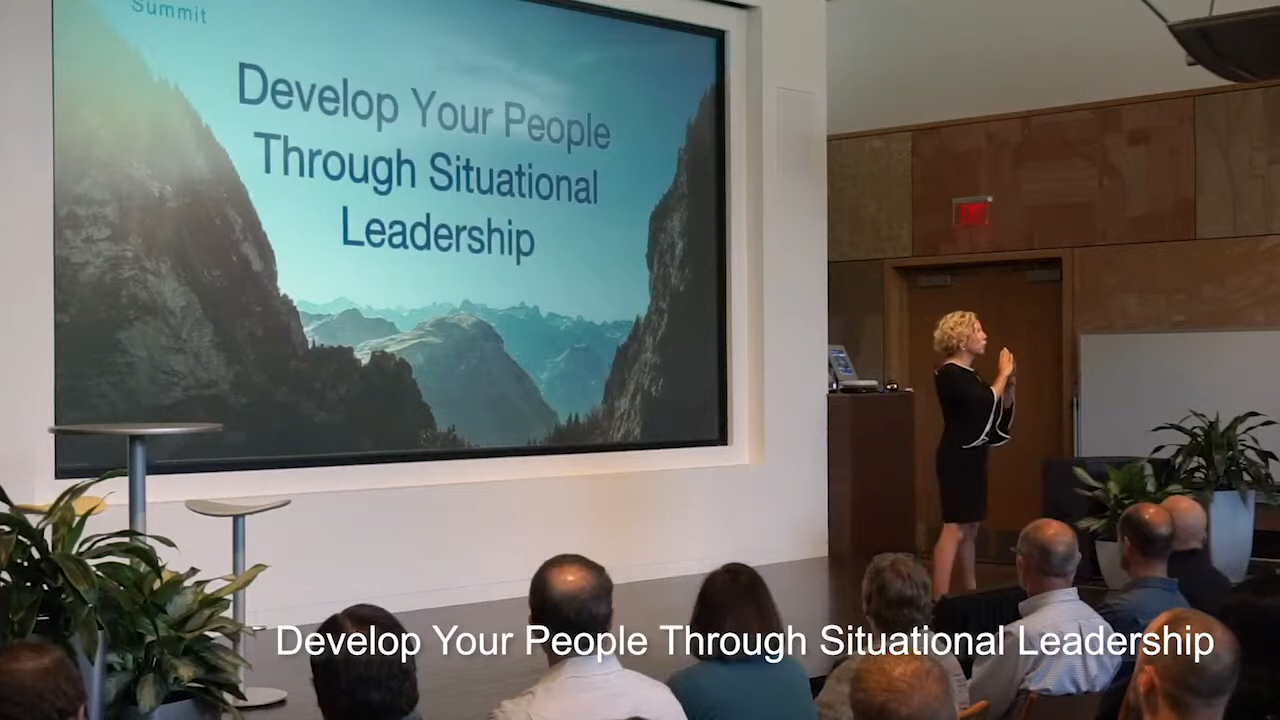 Summit
Develop Your People
Through Situational
Leadership
Develop Your People Through Situational Leadership